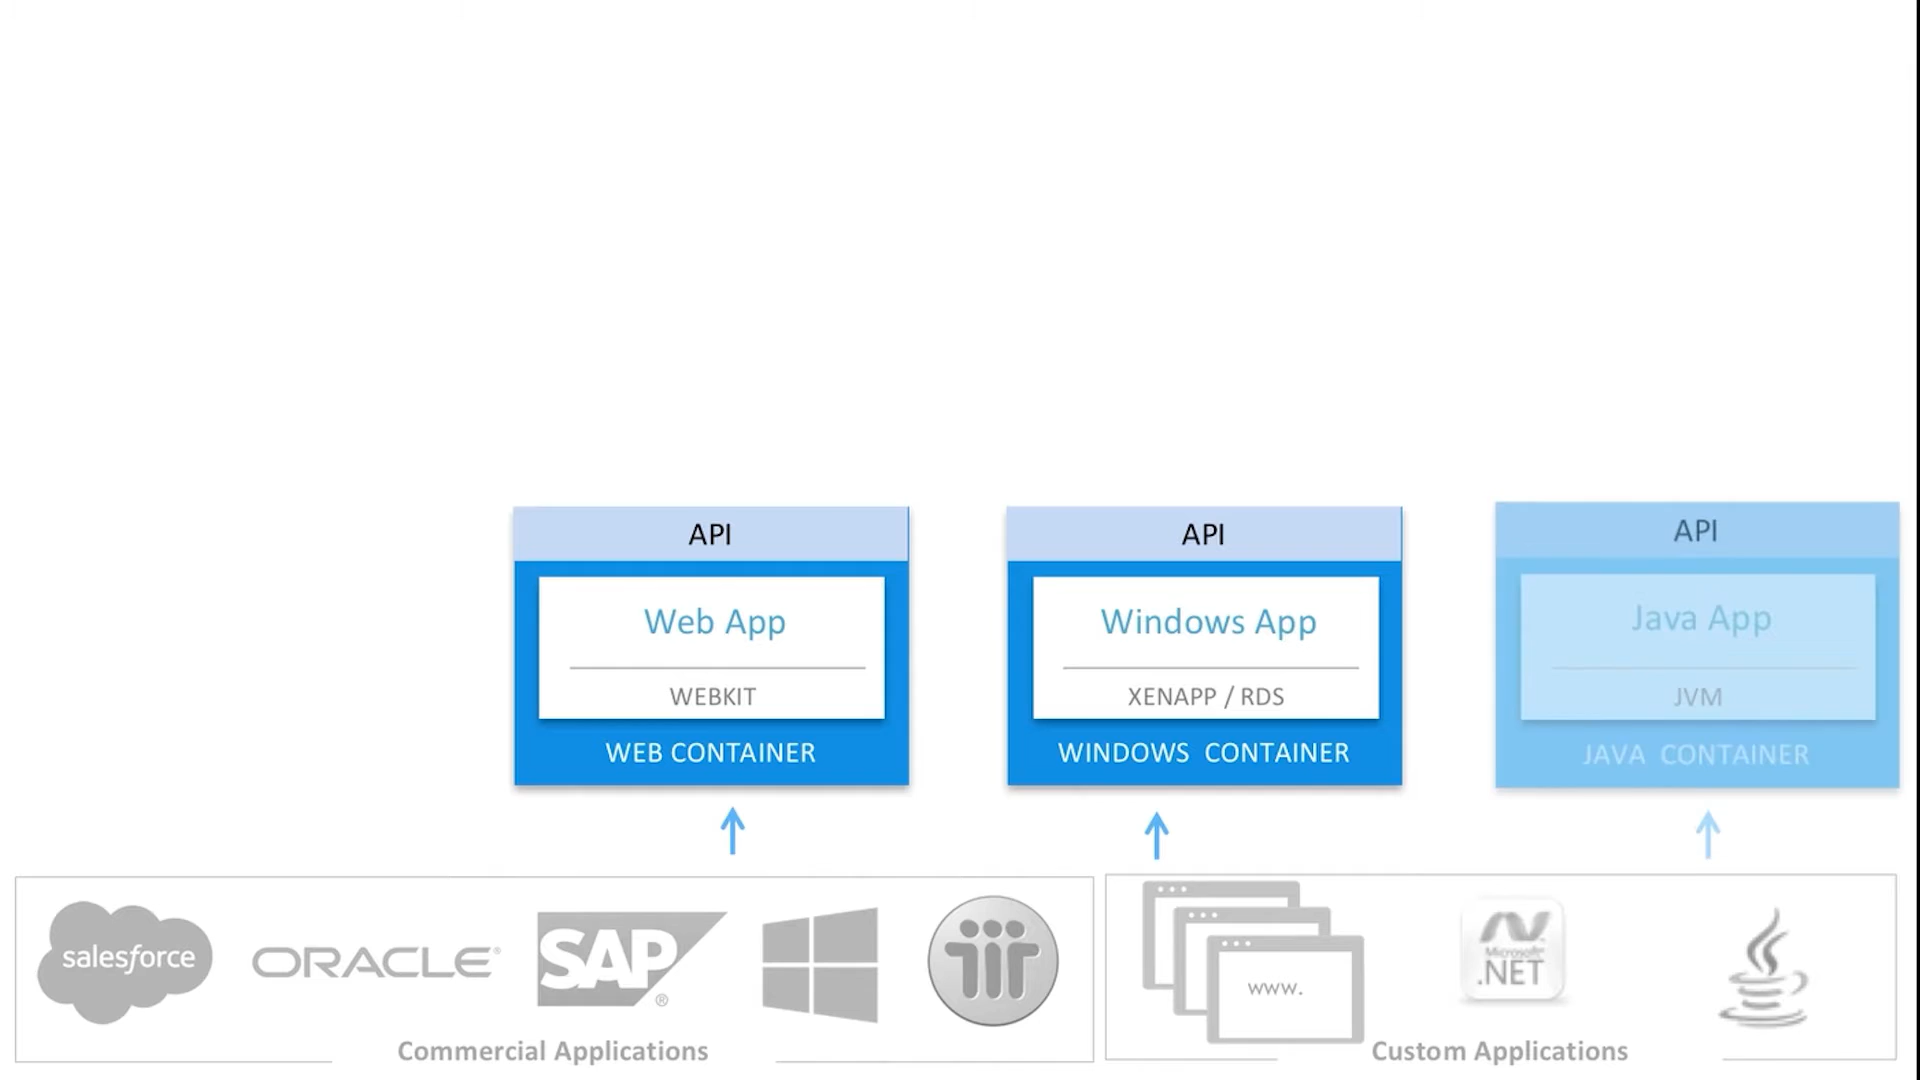 API
API
API
Web App
Windows App
Java App
WEBKIT
XENAPP / RDS
JVM
WEB CONTAINER
WINDOWS CONTAINER
JAVA CONTAINER
salesforce
ORACLE®
SAP®
www.
Microsoft
.NET
Commercial Applications
Custom Applications